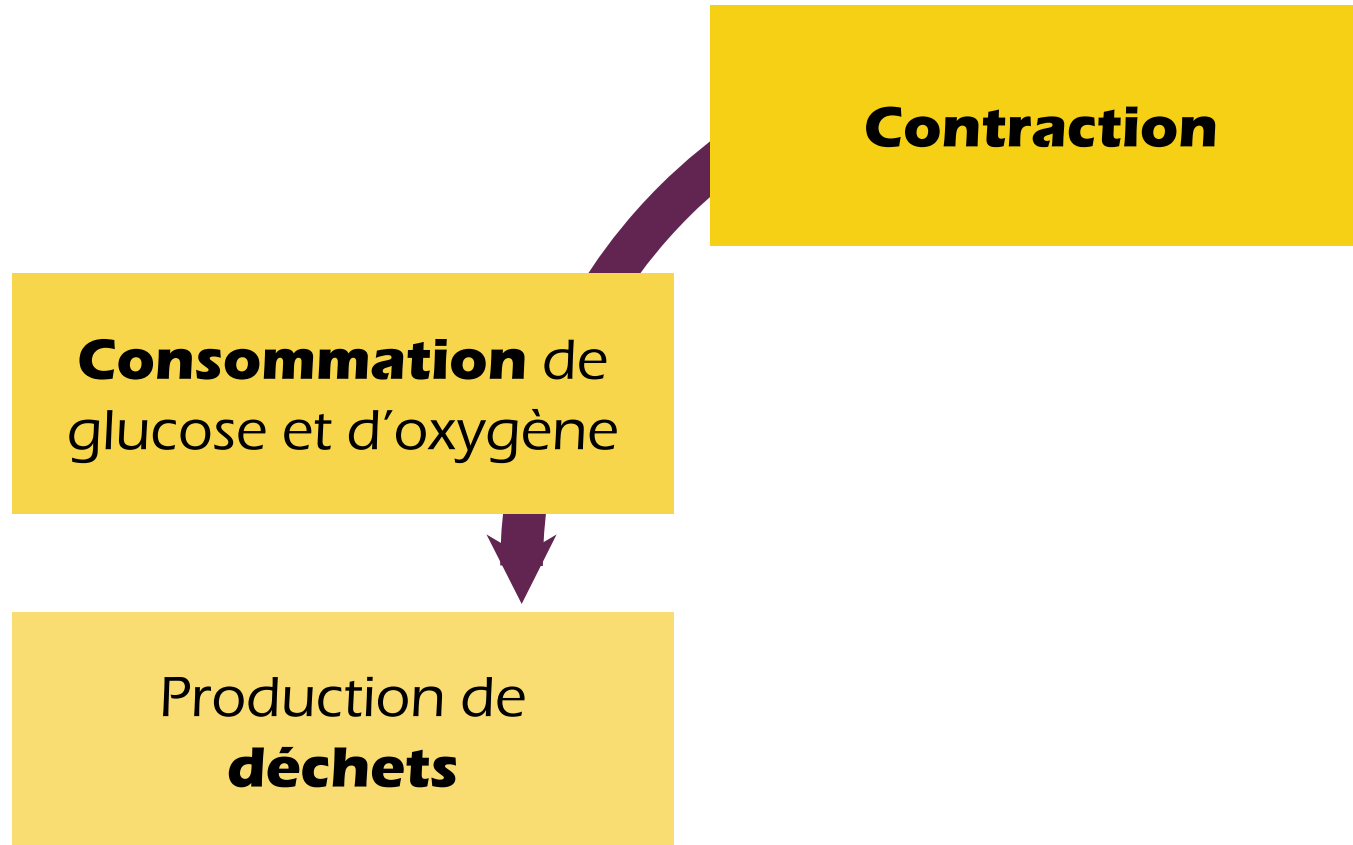 Contraction
Consommation de
glucose et d’oxygène
Production de
déchets